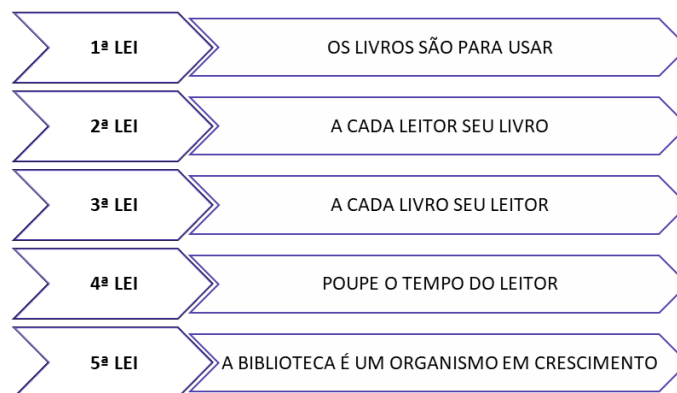 1ª LEI
OS LIVROS SÃO PARA USAR
2ª LEI
A CADA LEITOR SEU LIVRO
3ª LEI
A CADA LIVRO SEU LEITOR
4ª LEI
POUPE O TEMPO DO LEITOR
5ª LEI
A BIBLIOTECA É UM ORGANISMO EM CRESCIMENTO